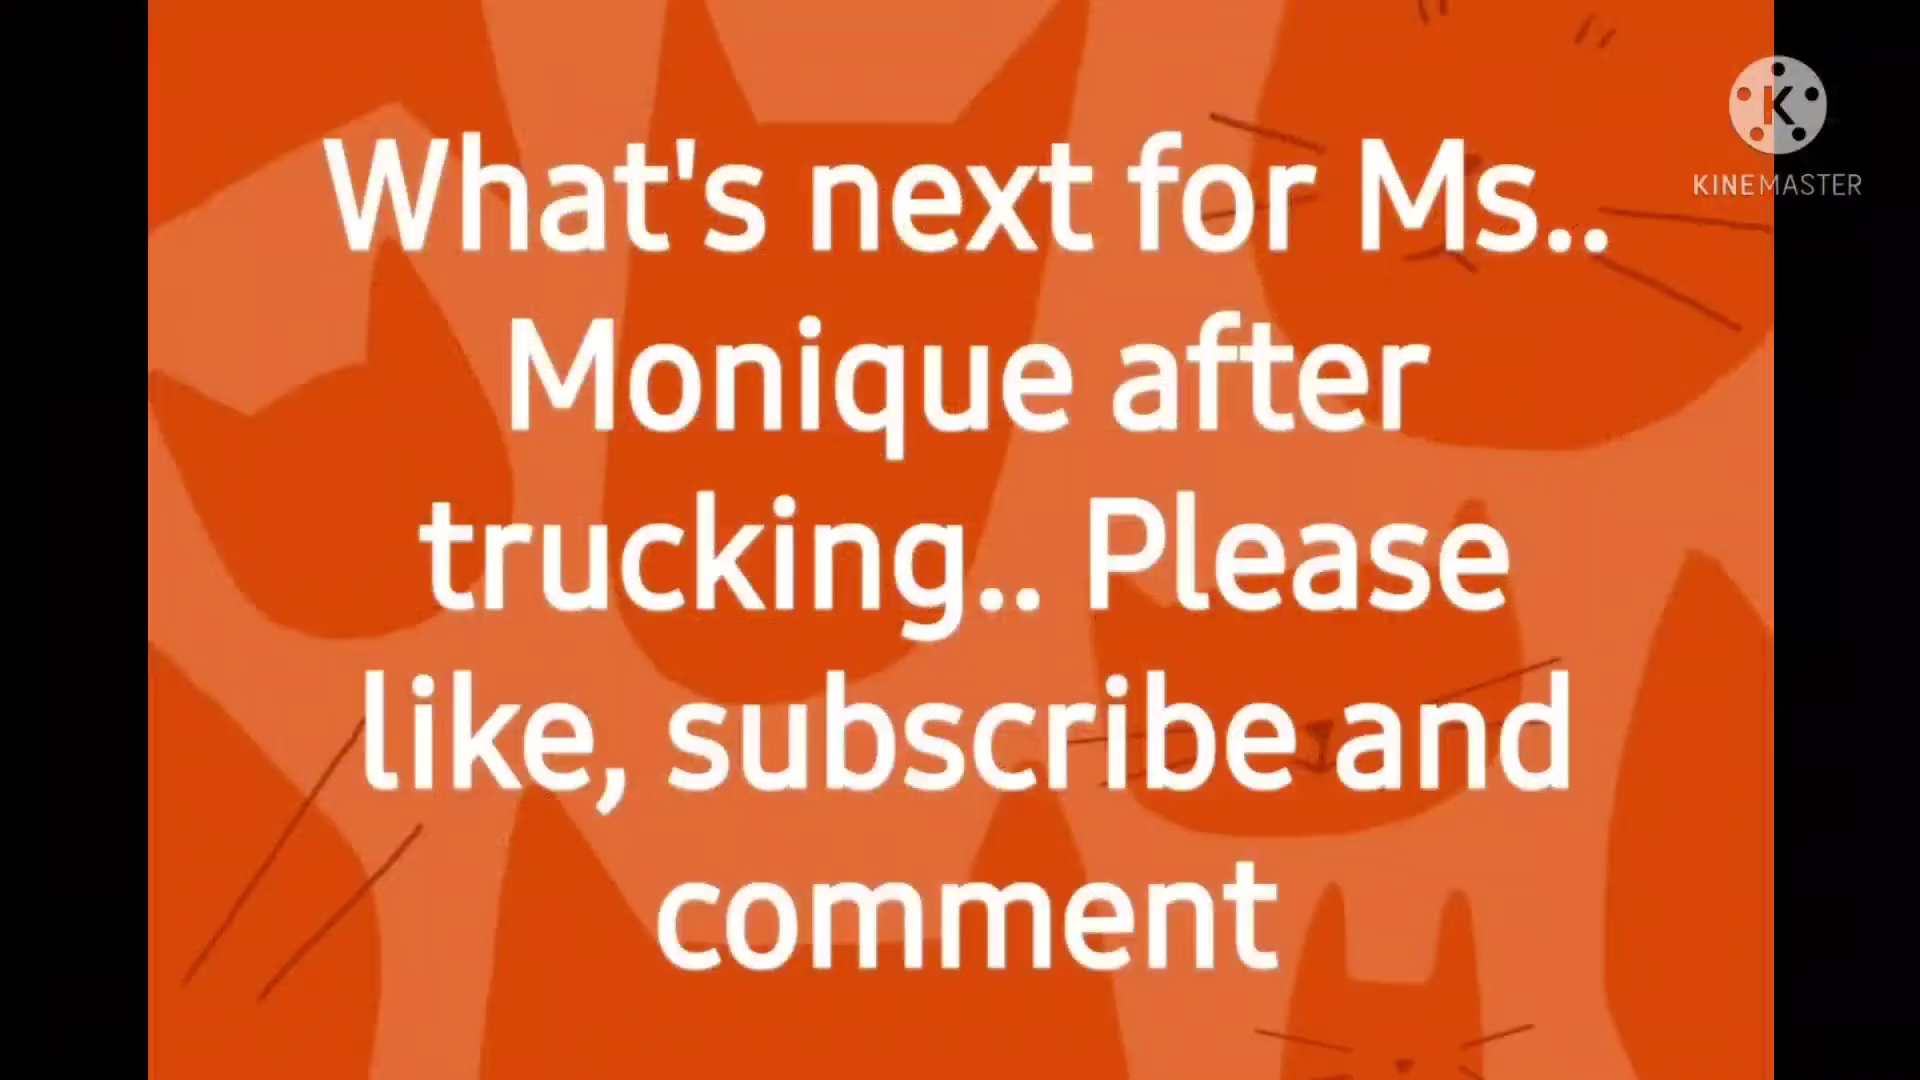 What's next for Ms..
Monique after
trucking.. Please
like, subscribe and
comment
K
KINEMASTER